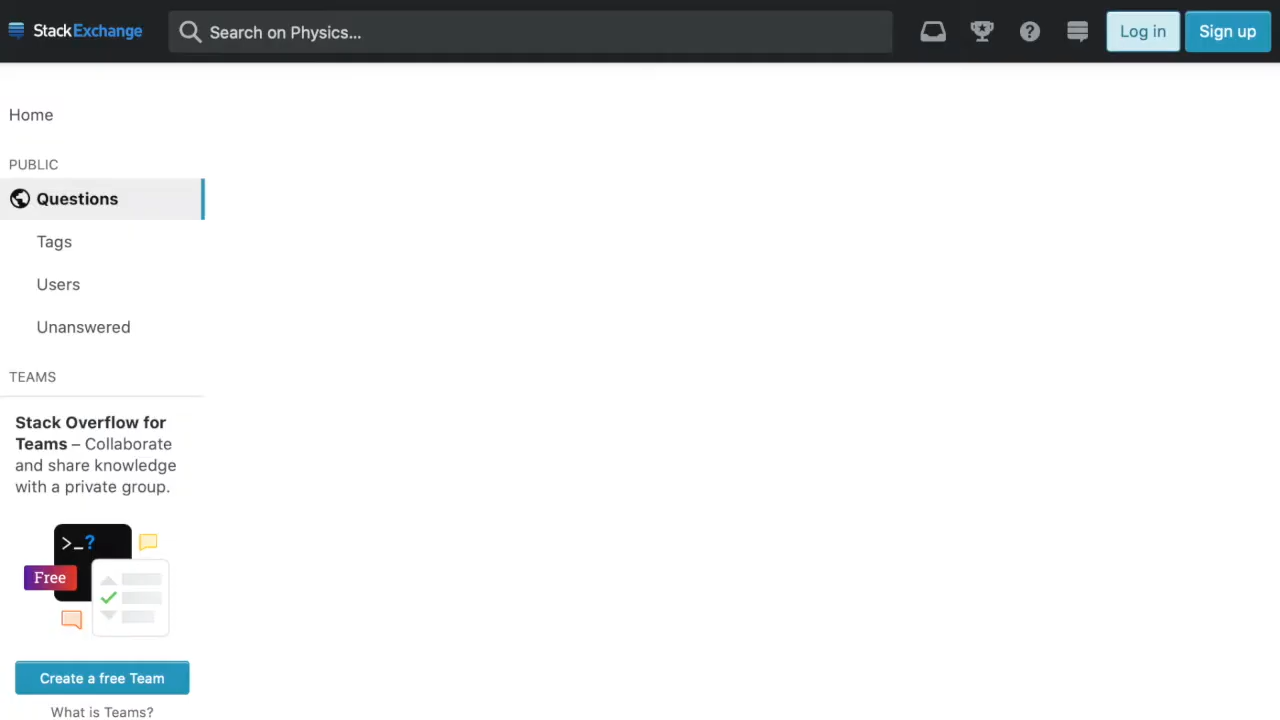 StackExchange
Search on Physics...
Log in
Sign up
Home
PUBLIC
Questions
Tags
Users
Unanswered
TEAMS
Stack Overflow for
Teams – Collaborate
and share knowledge
with a private group.
>_?
Free
Create a free Team
What is Teams?